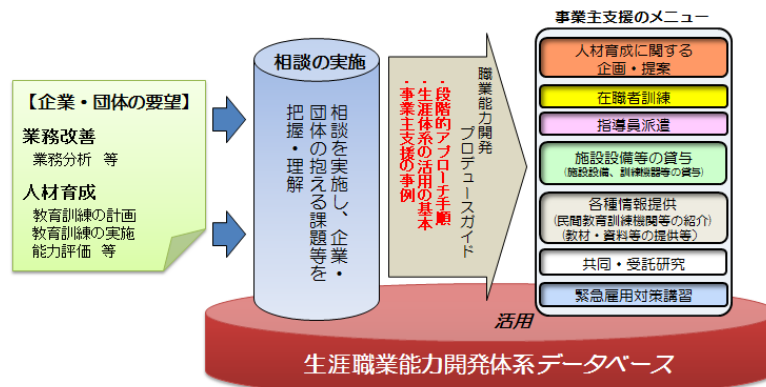 【企業・団体の要望】
業務改善
業務分析 等
人材育成
教育訓練の計画
教育訓練の実施
能力評価 等
相談の実施
相談を実施し、企業・
団体の抱える課題等を
把握・理解
職業能力開発
プロデュースガイド
・段階的アプローチ手順
・生涯体系の活用の基本
・事業主支援の事例
事業主支援のメニュー
人材育成に関する
企画・提案
在職者訓練
指導員派遣
施設設備等の貸与
(施設設備、訓練機器等の貸与)
各種情報提供
(民間教育訓練機関等の紹介)
(教材・資料等の提供等)
共同・受託研究
緊急雇用対策講習
活用
生涯職業能力開発体系データベース